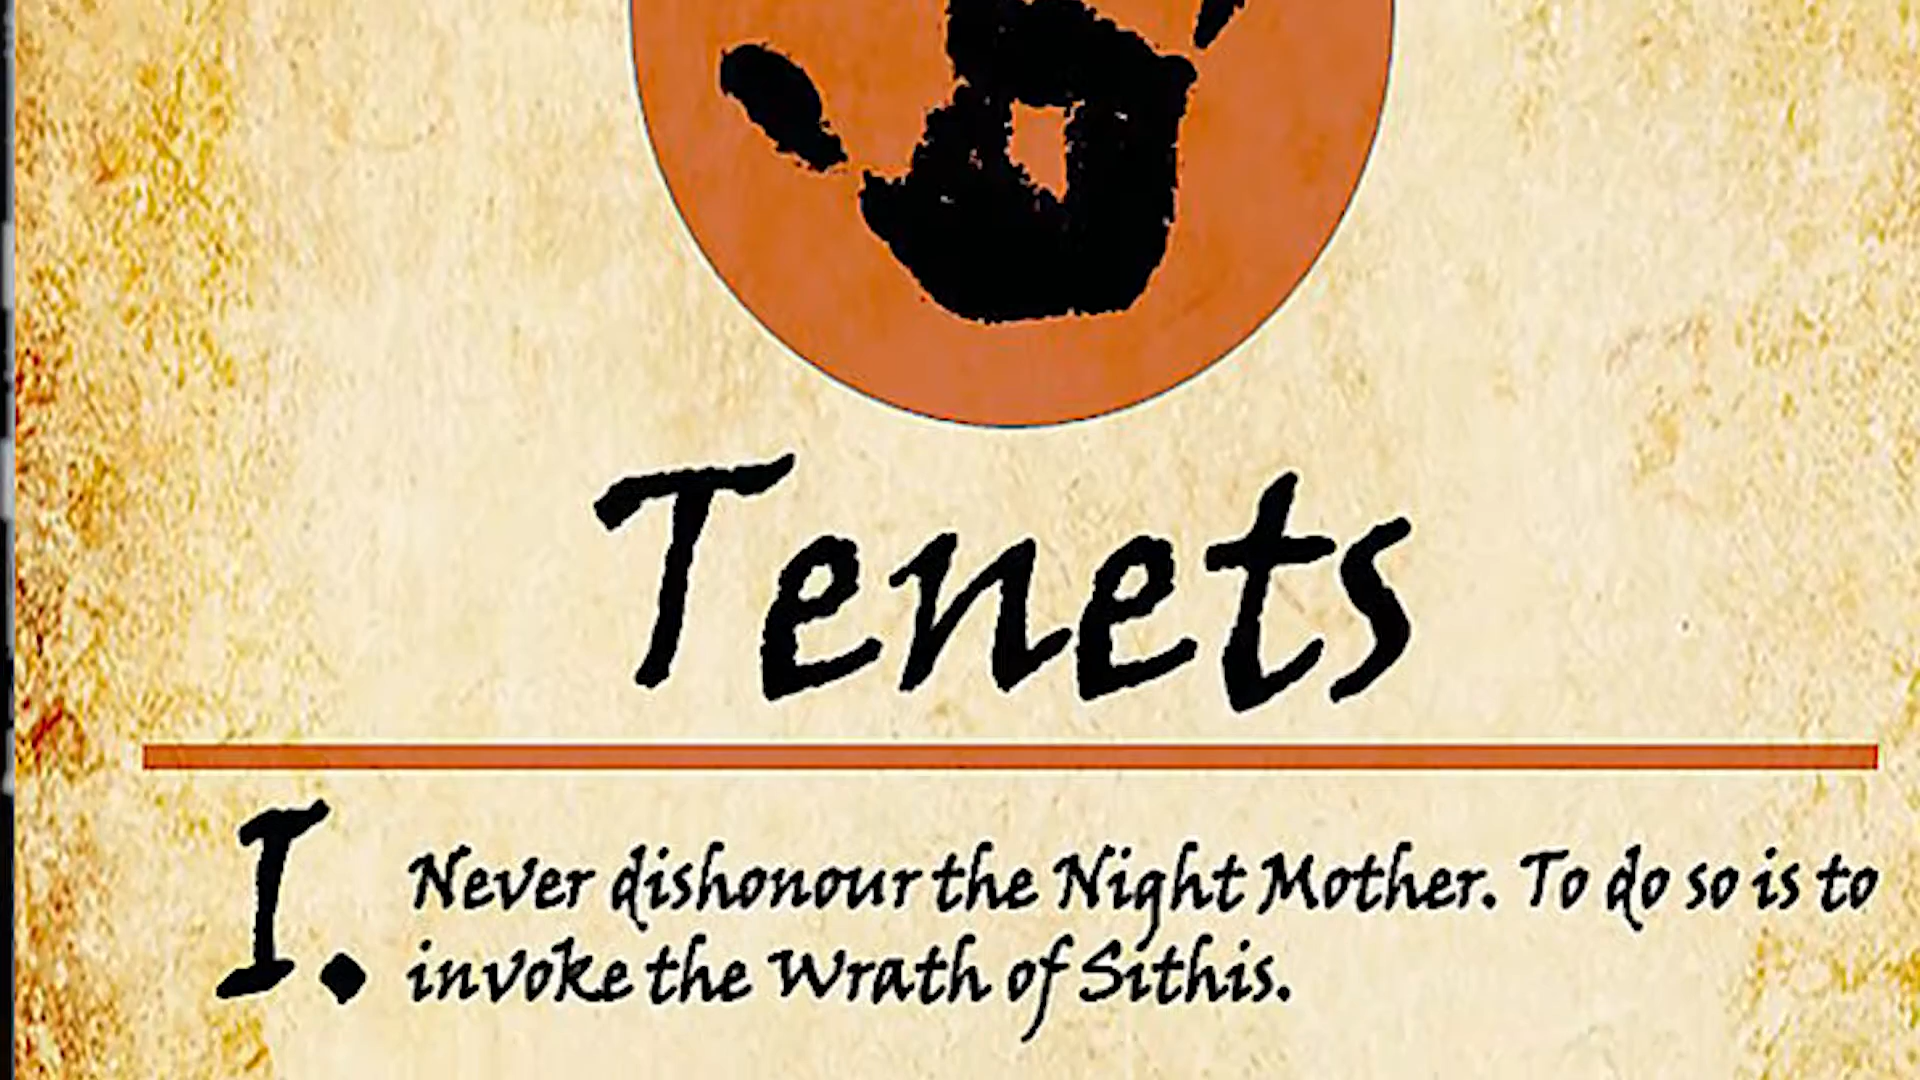 Tenets
I. Never dishonour the Night Mother. To do so is to
invoke the Wrath of Sithis.